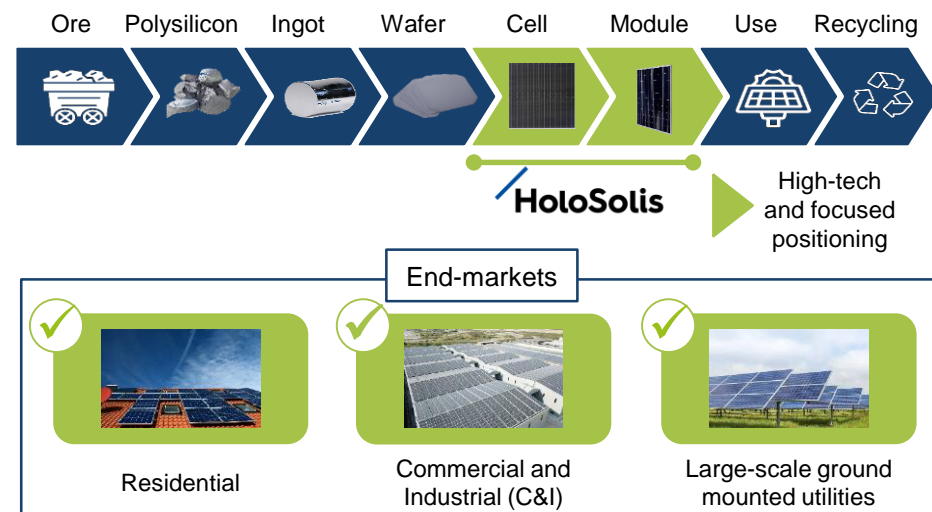 Ore Polysilicon Ingot Wafer Cell Module Use Recycling
HoloSolis
High-tech
and focused
positioning
End-markets
Residential
Commercial and
Industrial (C&I)
Large-scale ground
mounted utilities